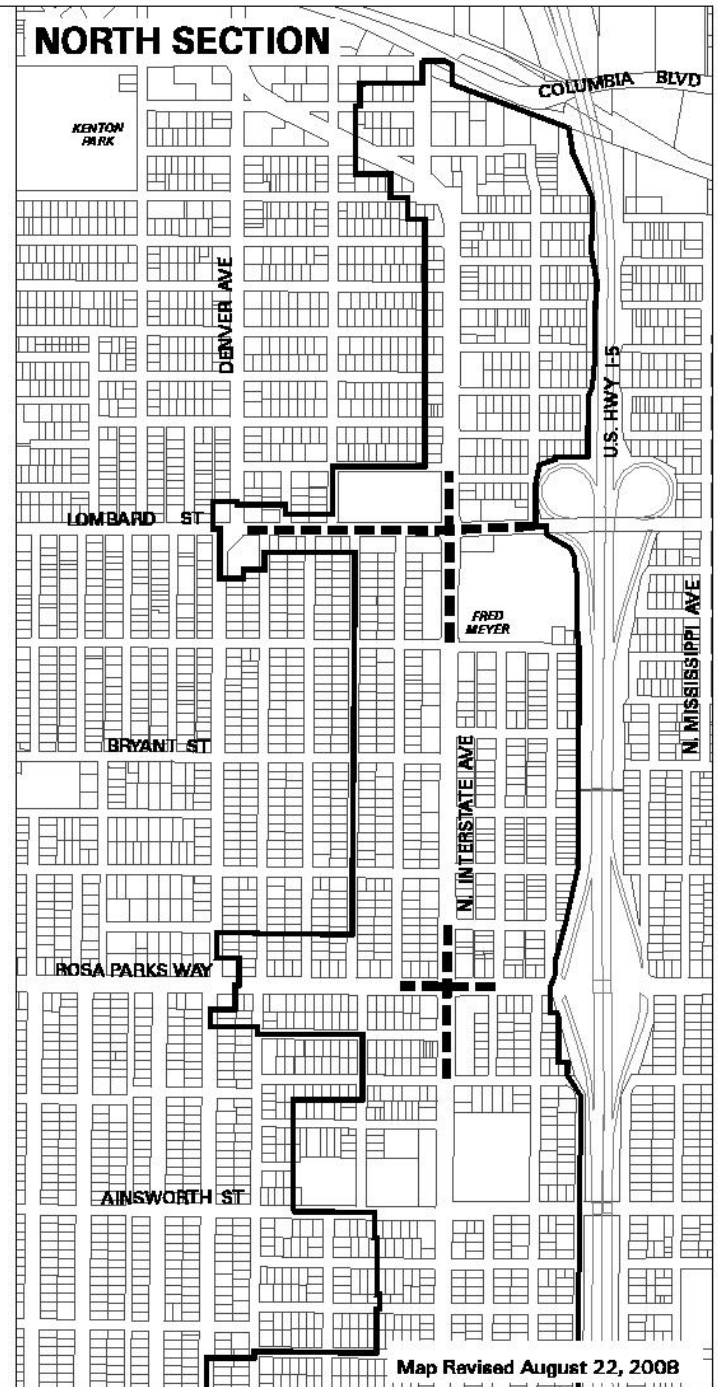 NORTH SECTION
COLUMBIA BLVD
KENTON
PARK
DENVER AVE
U.S. HWY I-5
LOMBARD ST
FRED
MEYER
N. MISSISSIPPI AVE
BRYANT ST
N. INTERSTATE AVE
ROSA PARKS WAY
AINSWORTH ST
Map Revised August 22, 2008